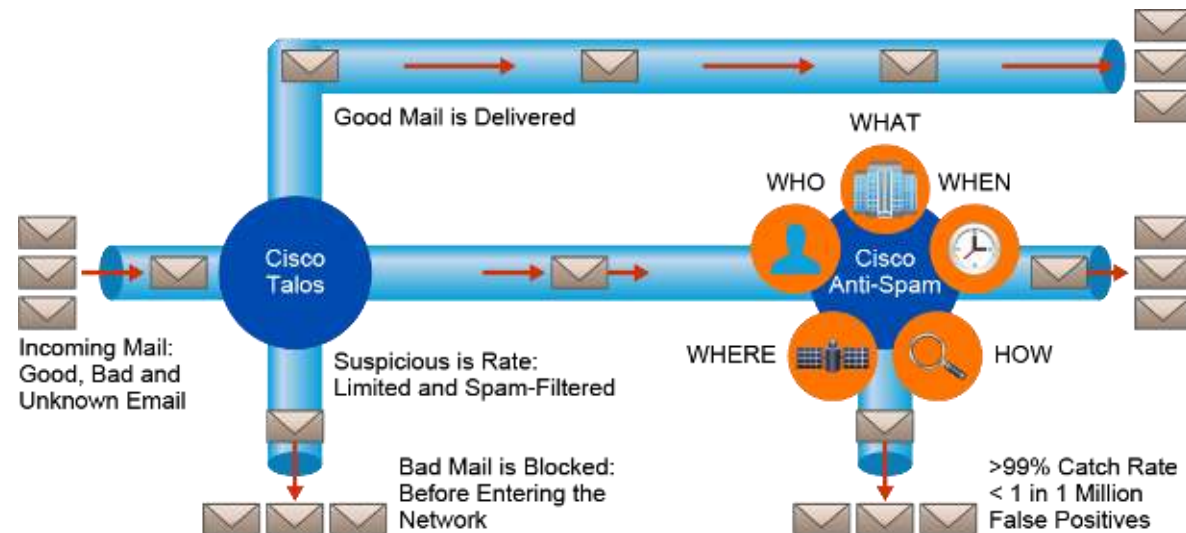 Good Mail is Delivered
WHAT
WHO
WHEN
Cisco
Talos
Cisco
Anti-Spam
Incoming Mail:
Good, Bad and
Unknown Email
Suspicious is Rate:
Limited and Spam-Filtered
WHERE
HOW
Bad Mail is Blocked:
Before Entering the
Network
>99% Catch Rate
< 1 in 1 Million
False Positives